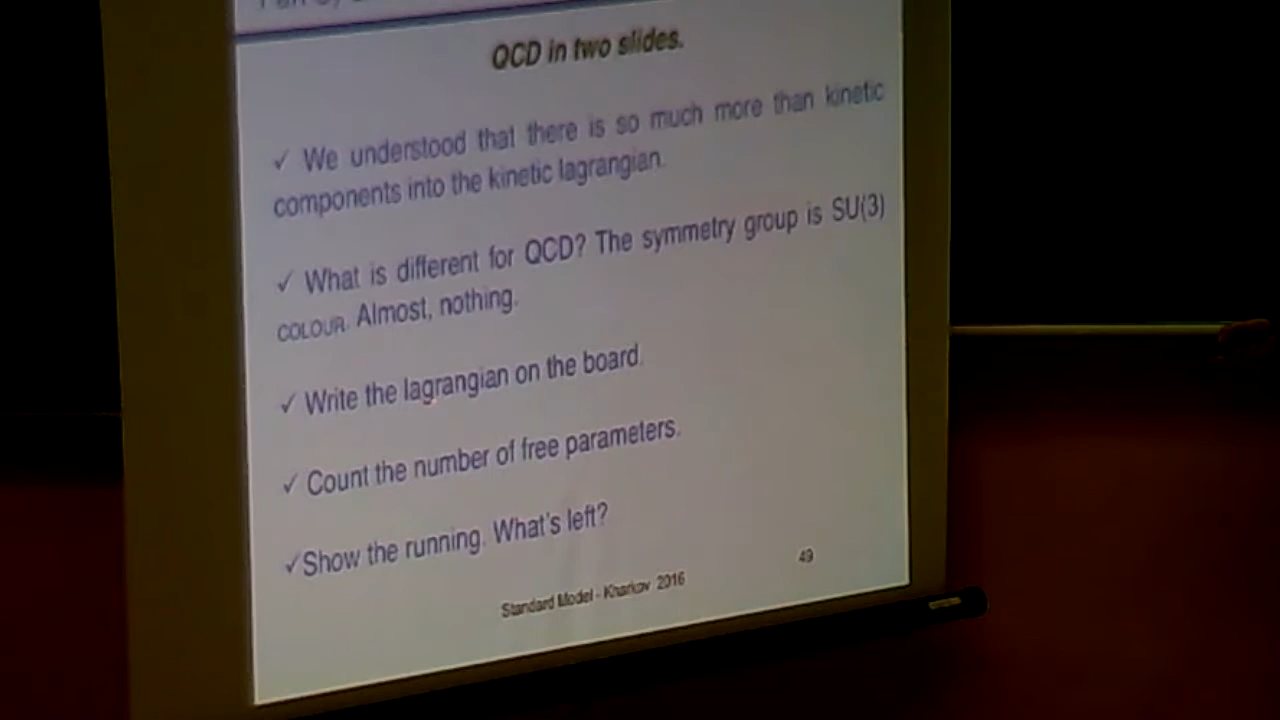 QCD in two slides.
✓ We understood that there is so much more than kinetic
components into the kinetic lagrangian.
✓ What is different for QCD? The symmetry group is SU(3)
COLOUR. Almost, nothing.
✓ Write the lagrangian on the board.
✓ Count the number of free parameters.
✓Show the running. What's left?
Standard Model - Kharkov 2016
49